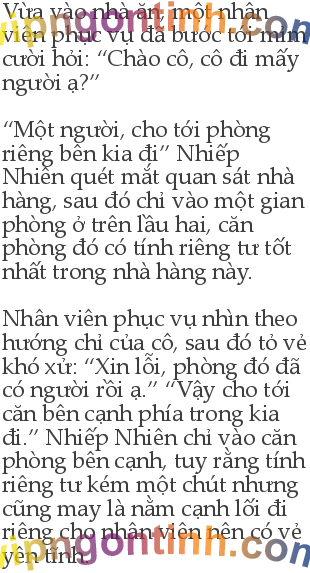 Vừa vào nhà ăn, một nhân
viên phục vụ đã bước tới mỉm
cười hỏi: “Chào cô, cô đi mấy
người ạ?”
“Một người, cho tới phòng
riêng bên kia đi” Nhiếp
Nhiên quét mắt quan sát nhà
hàng, sau đó chỉ vào một gian
phòng ở trên lầu hai, căn
phòng đó có tính riêng tư tốt
nhất trong nhà hàng này.
Nhân viên phục vụ nhìn theo
hướng chỉ của cô, sau đó tỏ vẻ
khó xử: “Xin lỗi, phòng đó đã
có người rồi ạ.” “Vậy cho tới
căn bên cạnh phía trong kia
đi.” Nhiếp Nhiên chỉ vào căn
phòng bên cạnh, tuy rằng tính
riêng tư kém một chút nhưng
cũng may là nằm cạnh lối đi
riêng cho nhân viên nên có vẻ
yên tĩnh.
vipngontinh.com
vipngontinh.com